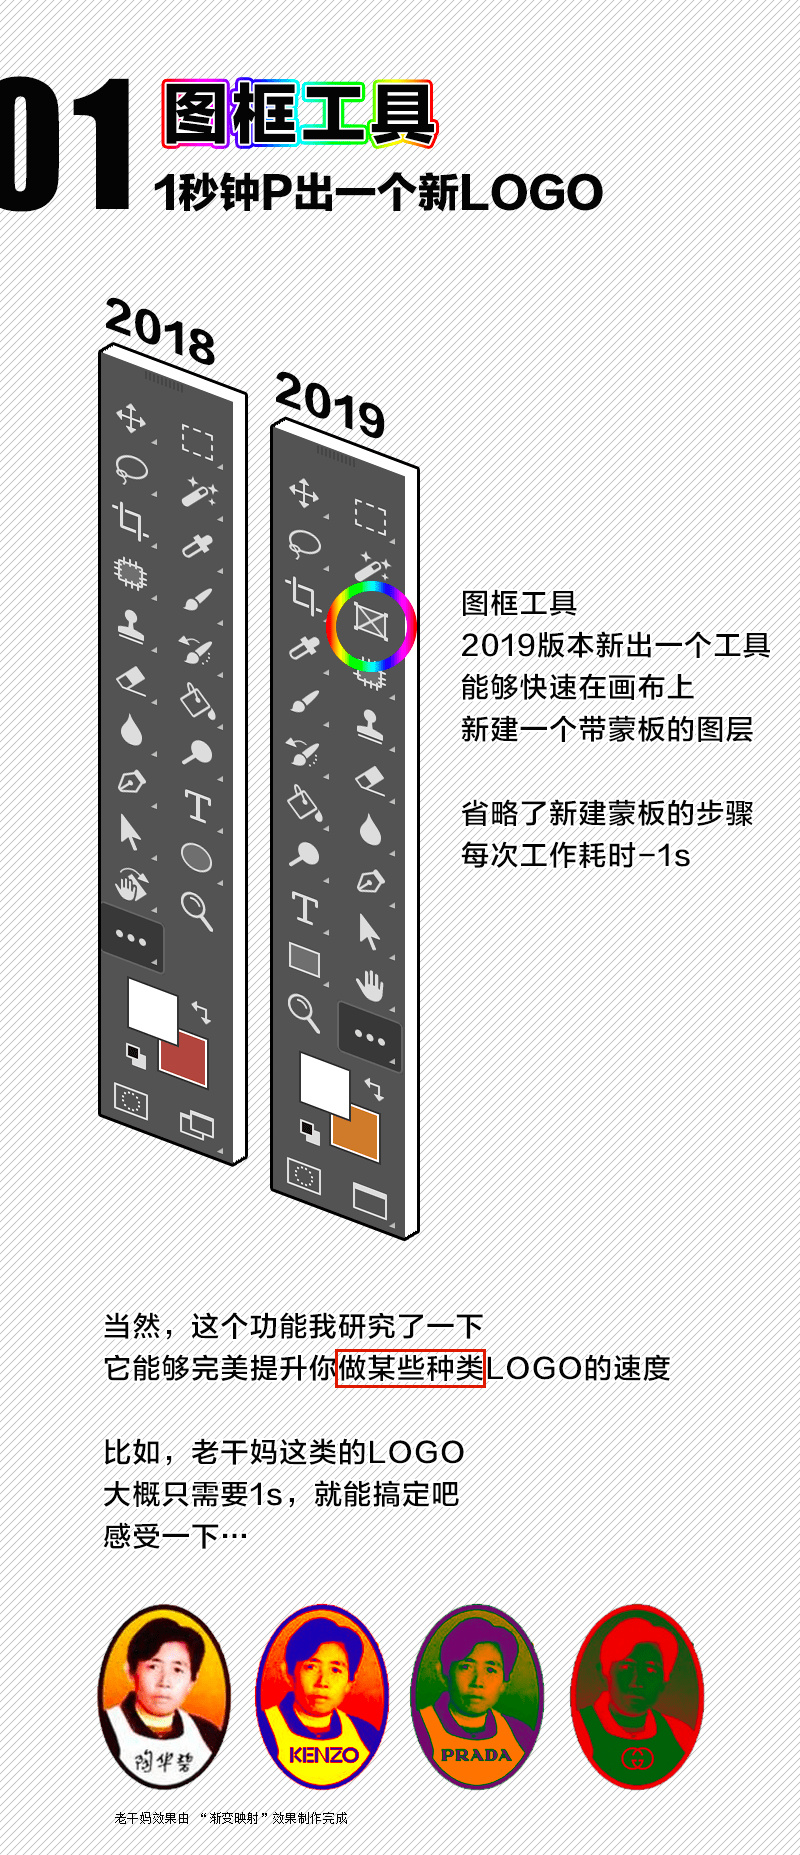 01
图框工具
1秒钟P出一个新LOGO
2018
2019
图框工具
2019版本新出一个工具
能够快速在画布上
新建一个带蒙板的图层
省略了新建蒙板的步骤
每次工作耗时-1s
当然，这个功能我研究了一下
它能够完美提升你做某些种类LOGO的速度
比如，老干妈这类的LOGO
大概只需要1s，就能搞定吧
感受一下…
陶华碧
KENZO
PRADA
老干妈效果由 “渐变映射”效果制作完成